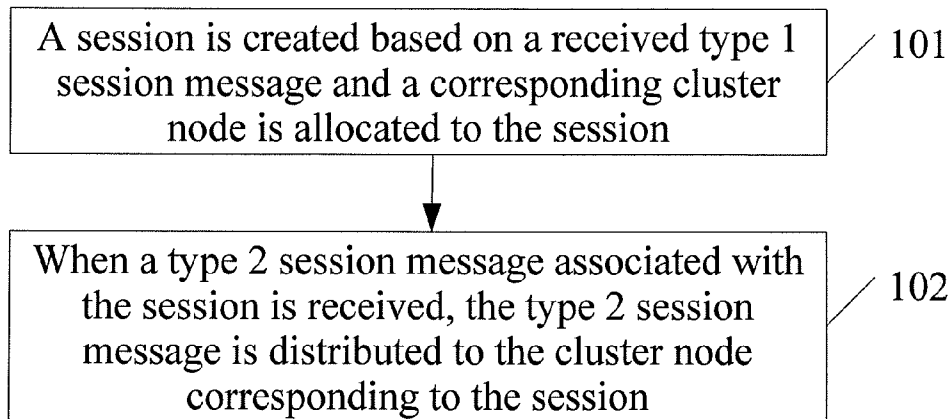 A session is created based on a received type 1
session message and a corresponding cluster
node is allocated to the session
101
When a type 2 session message associated with
the session is received, the type 2 session
message is distributed to the cluster node
corresponding to the session
102